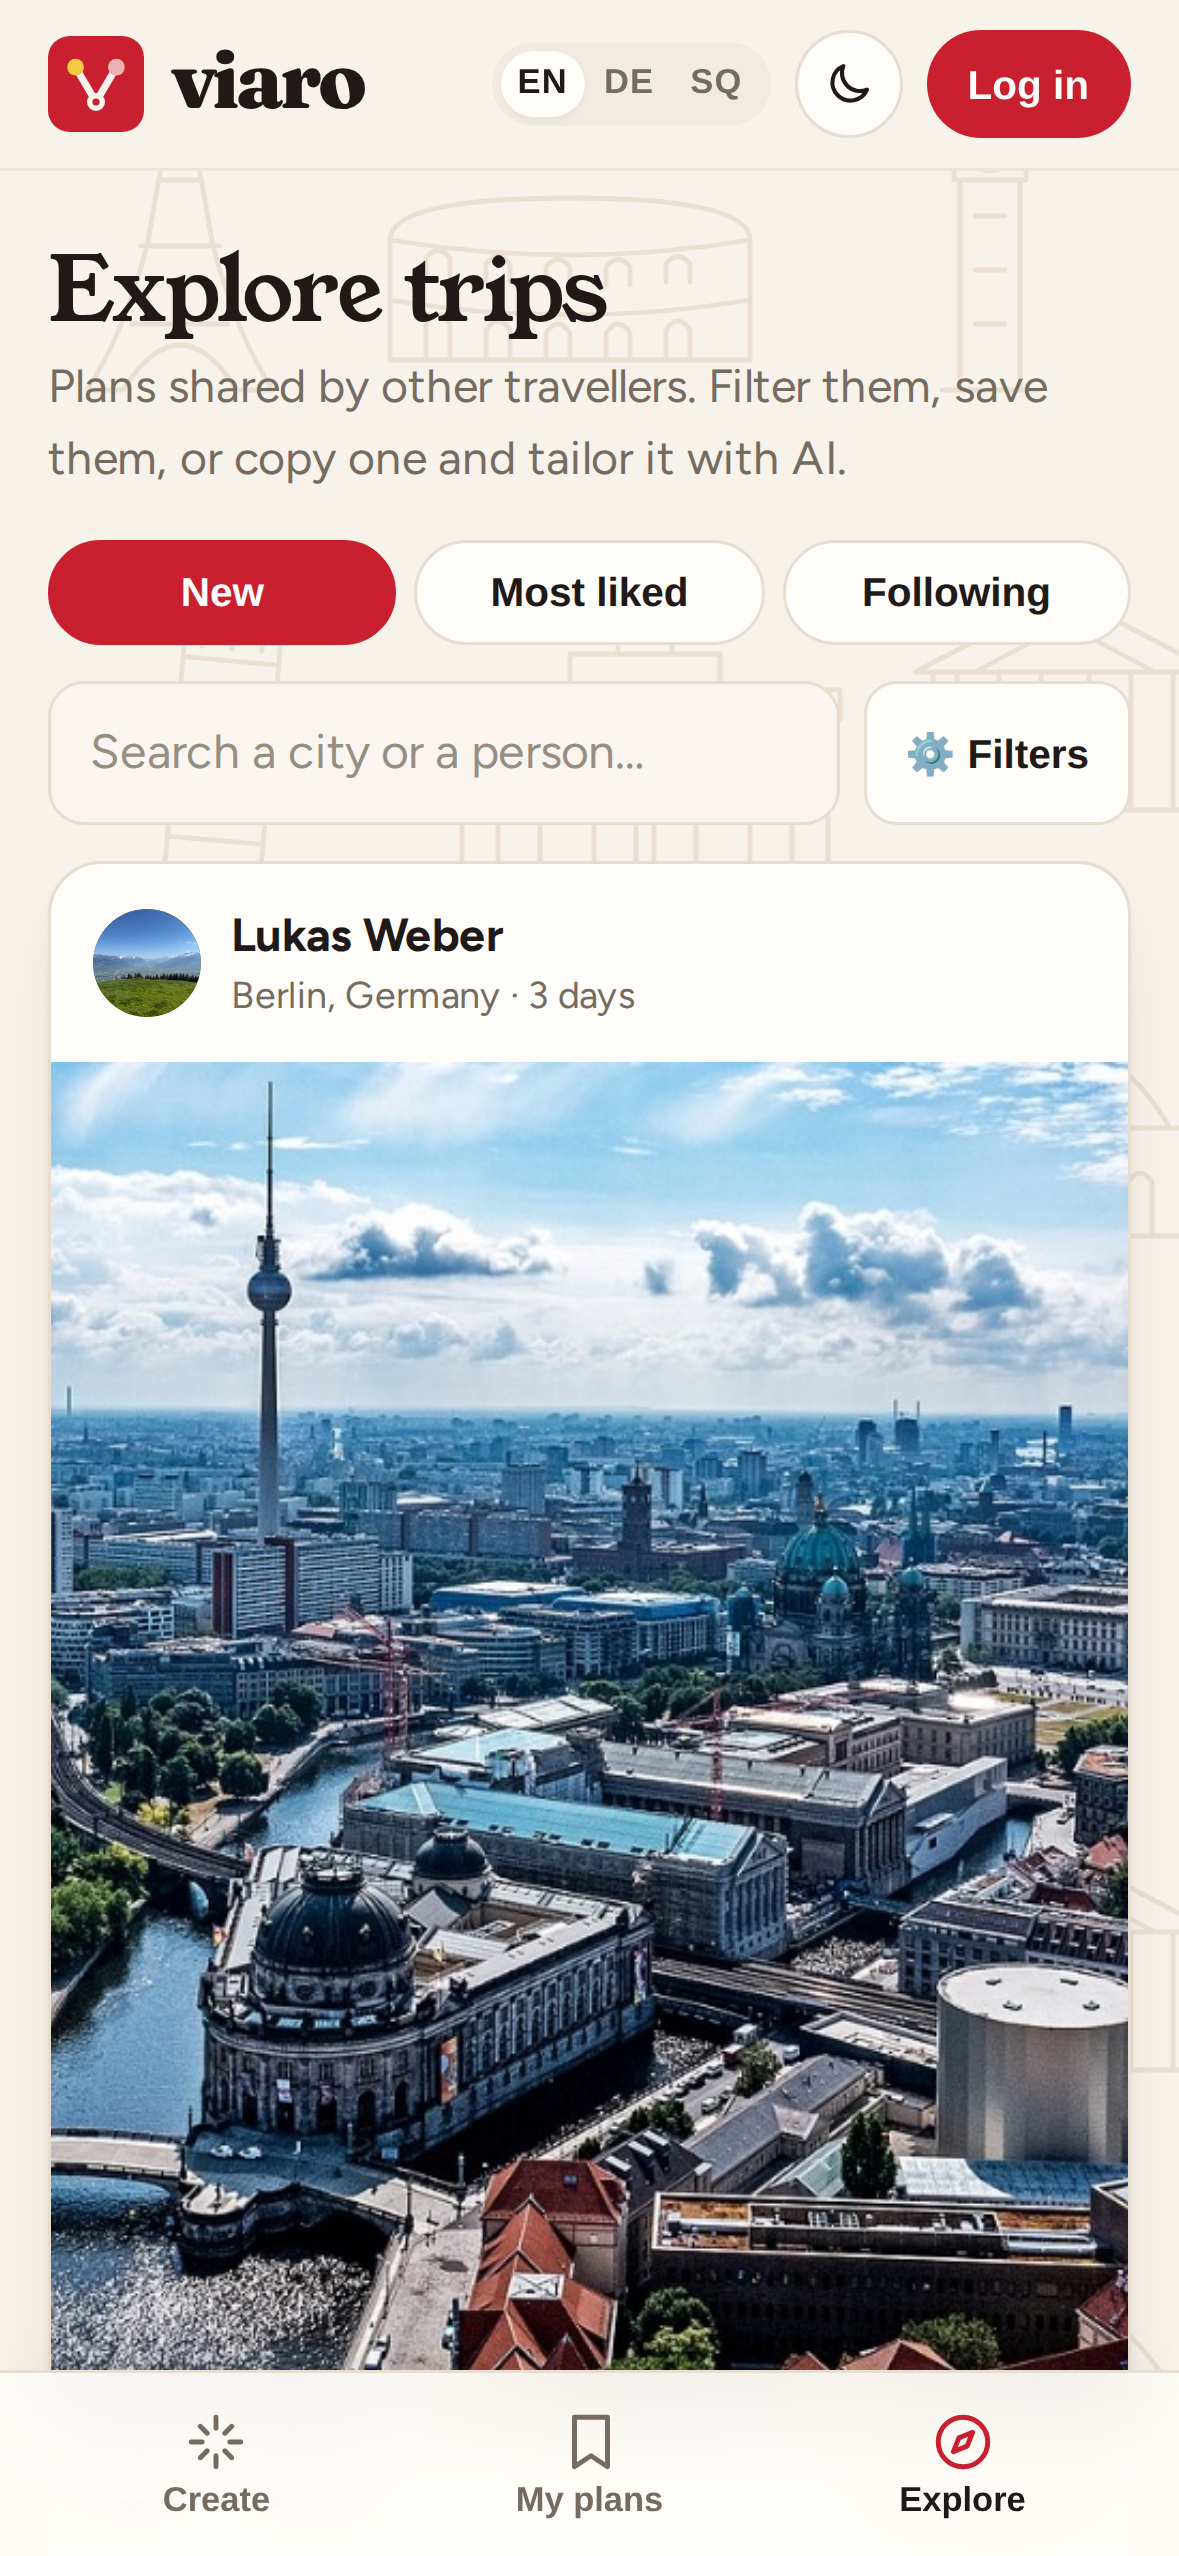 viaro
EN DE SQ
Log in
Explore trips
Plans shared by other travellers. Filter them, save
them, or copy one and tailor it with AI.
New
Most liked
Following
Search a city or a person...
Filters
Lukas Weber
Berlin, Germany · 3 days
Create
My plans
Explore